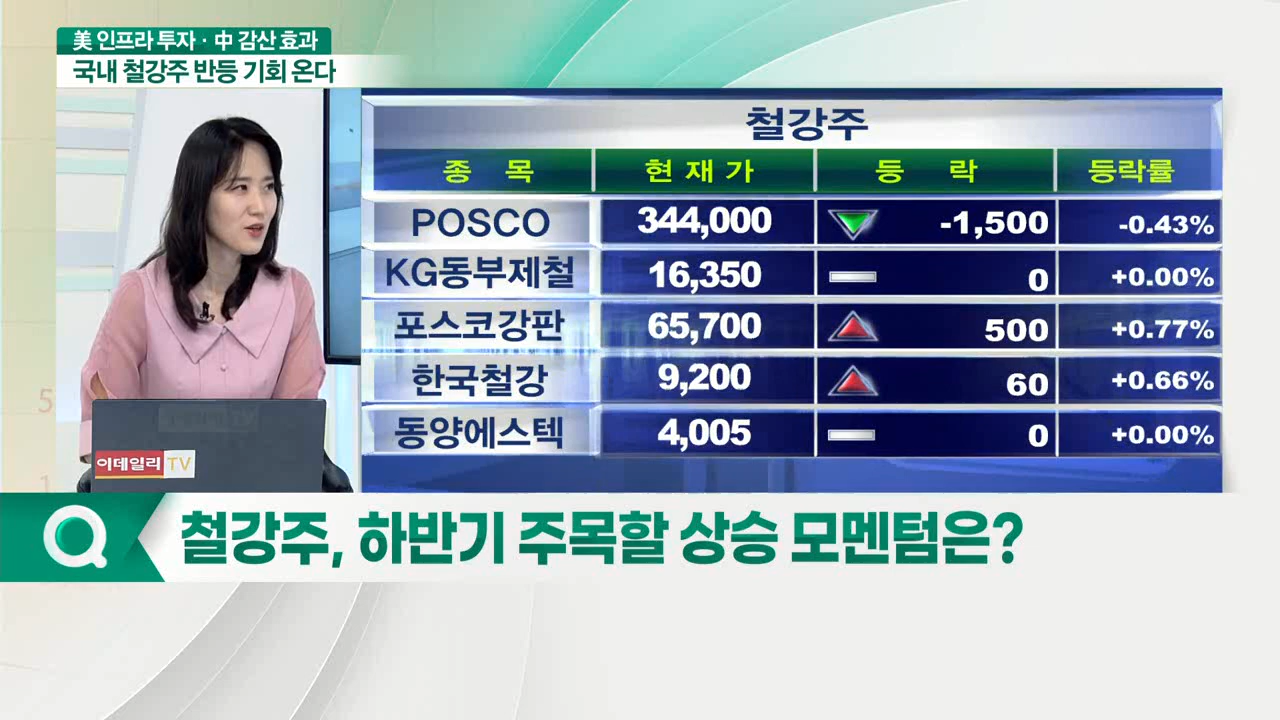 美 인프라 투자·中 감산 효과
국내 철강주 반등 기회 온다
철강주
종 목 현 재 가 등 락 등락률
POSCO 344,000 -1,500 -0.43%
KG동부제철 16,350 0 +0.00%
포스코강판 65,700 500 +0.77%
한국철강 9,200 60 +0.66%
동양에스텍 4,005 0 +0.00%
5
이데일리 TV
1
철강주, 하반기 주목할 상승 모멘텀은?